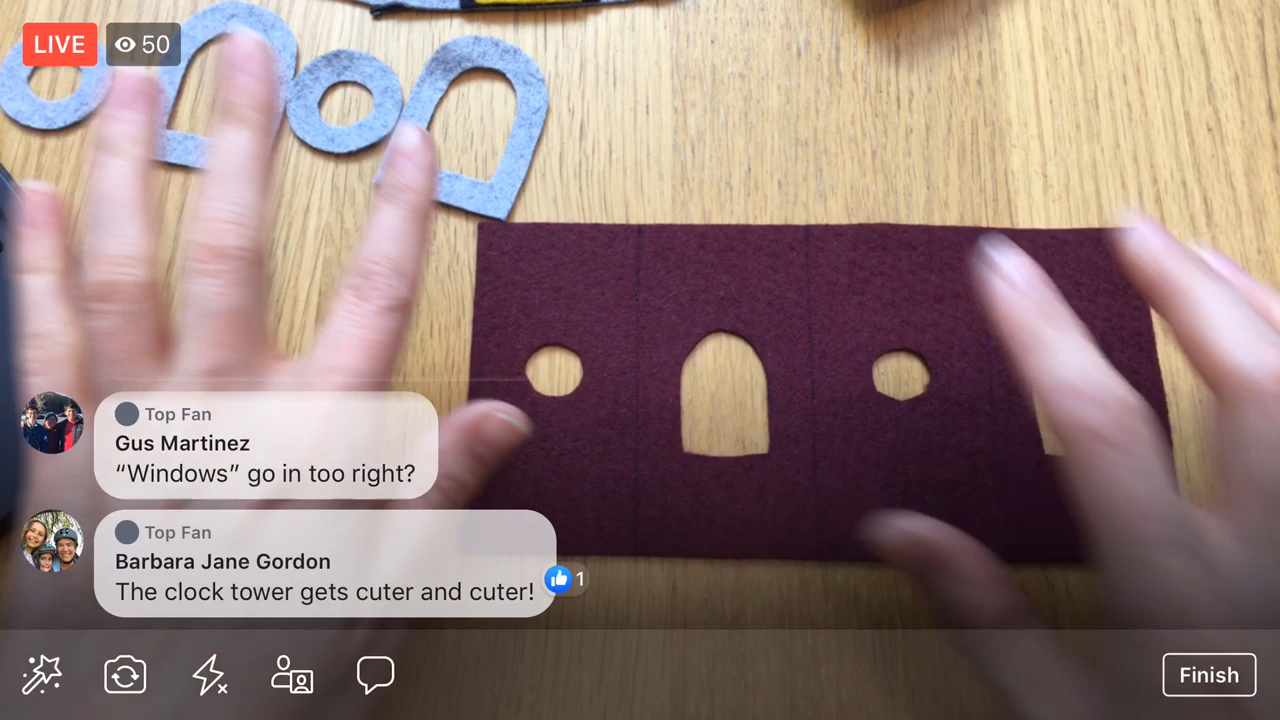 LIVE
50
Top Fan
Gus Martinez
“Windows” go in too right?
Top Fan
Barbara Jane Gordon
The clock tower gets cuter and cuter!
1
Finish